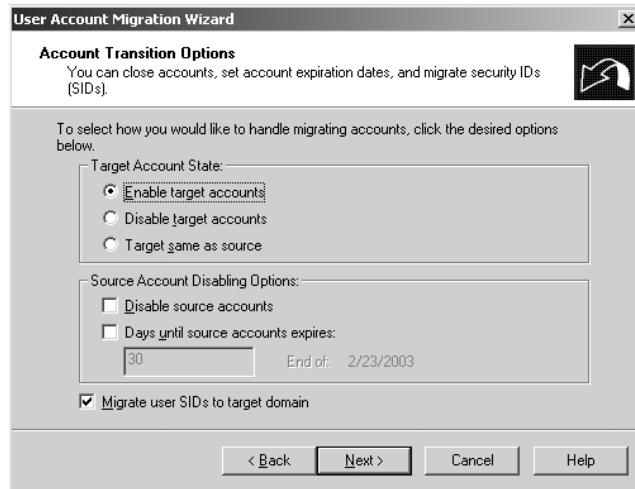 User Account Migration Wizard
Account Transition Options
You can close accounts, set account expiration dates, and migrate security IDs
(SIDs).
To select how you would like to handle migrating accounts, click the desired options
below.
Target Account State:
Enable target accounts
Disable target accounts
Target same as source
Source Account Disabling Options:
Disable source accounts
Days until source accounts expires:
30 End of: 2/23/2003
Migrate user SIDs to target domain
< Back Next > Cancel Help